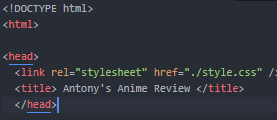 <!DOCTYPE html>
<html>
<head>
<link rel="stylesheet" href="./style.css" /
<title> Antony's Anime Review </title>
</head>